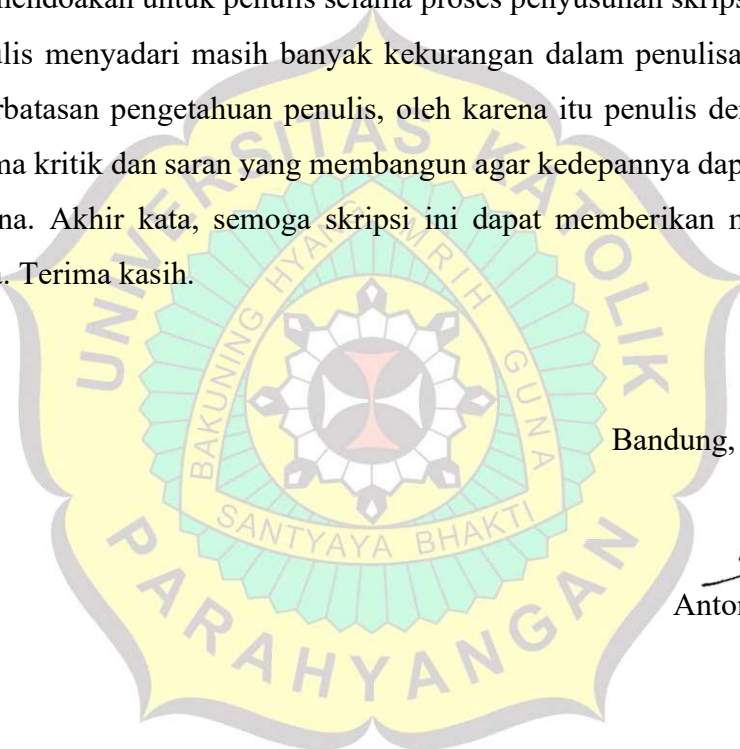 mendoakan untuk penulis selama proses penyusunan skrips
ulis menyadari masih banyak kekurangan dalam penulisa
rbatasan pengetahuan penulis, oleh karena itu penulis de
ma kritik dan saran yang membangun agar kedepannya dap
na. Akhir kata, semoga skripsi ini dapat memberikan m
a. Terima kasih.
UNIVERSITAS KATOLIK
BAKUNING HYANG MRIH GUNA
SANTYAYA BHAKTI
PARAHYANGAN
Bandung,
Anton